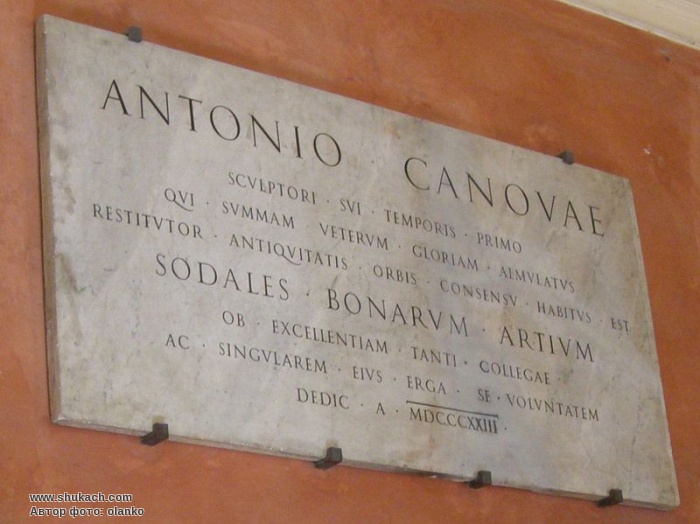 ANTONIO · CANOVAE
SCVLPTORI · SVI · TEMPORIS · PRIMO
QVI · SVMMAM · VETERVM · GLORIAM · AEMVLATVS
RESTITVTOR · ANTIQVITATIS · ORBIS · CONSENSV · HABITVS · EST
SODALES · BONARVM · ARTIVM
OB · EXCELLENTIAM · TANTI · COLLEGAE ·
AC · SINGVLAREM · EIVS · ERGA · SE · VOLVNTATEM
DEDIC · A · MDCCCXXIII ·
www.shukach.com
Автор фото: olanko